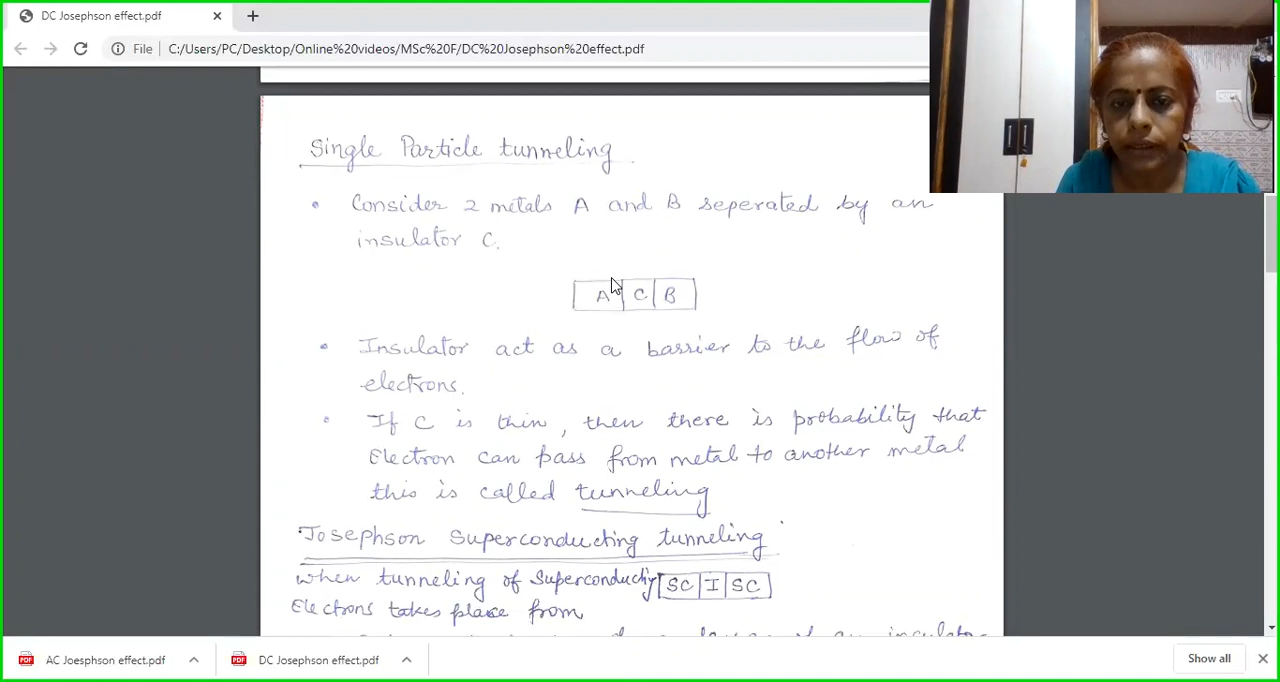 DC Josephson effect.pdf
File
C:/Users/PC/Desktop/Online%20videos/MSc%20F/DC%20Josephson%20effect.pdf
Single Particle tunneling
• Consider 2 metals A and B seperated by an
insulator C.
A C B
• Insulator act as a barrier to the flow of
electrons.
• If C is thin, then there is probability that
Electron can pass from metal to another metal
this is called tunneling
Josephson Superconducting tunneling
when tunneling of Superconducting SC I SC
Electrons takes place from
of an insulator
AC Joesphson effect.pdf
DC Josephson effect.pdf
Show all